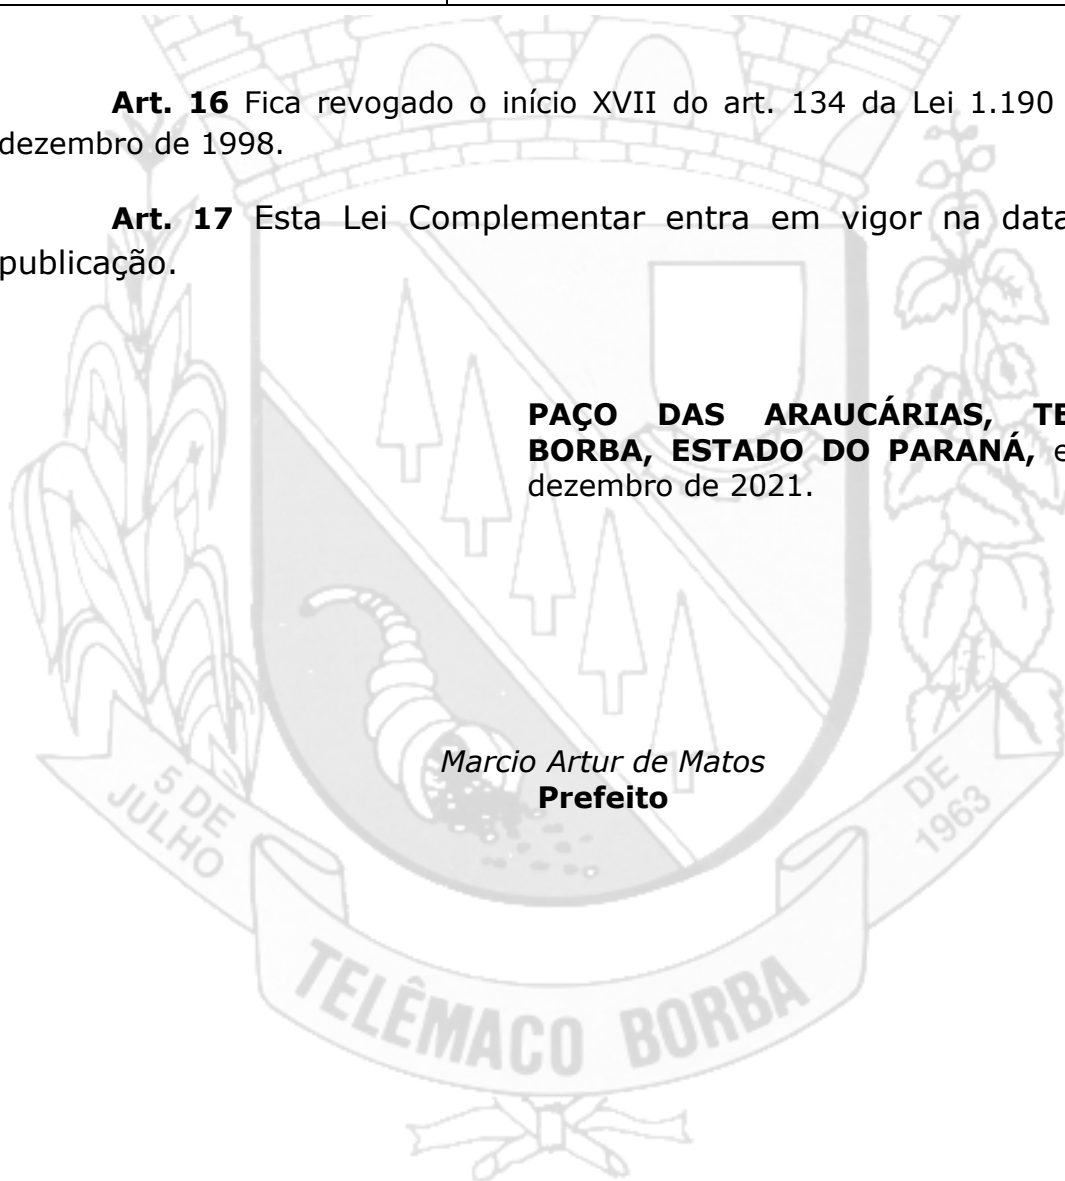 Art. 16 Fica revogado o início XVII do art. 134 da Lei 1.190
dezembro de 1998.
Art. 17 Esta Lei Complementar entra em vigor na data
publicação.
PAÇO DAS ARAUCÁRIAS, TE
BORBA, ESTADO DO PARANÁ, e
dezembro de 2021.
Marcio Artur de Matos
Prefeito
5 DE
JULHO
DE
1963
TELÊMACO BORBA